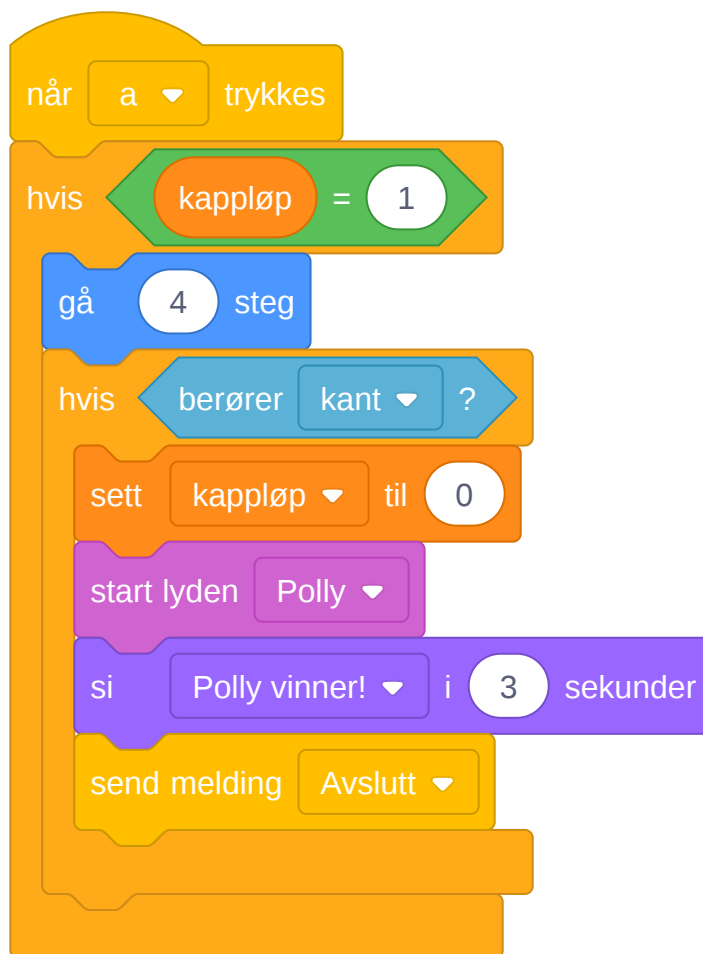 når a trykkes
hvis kappløp = 1
gå 4 steg
hvis berører kant ?
sett kappløp til 0
start lyden Polly
si Polly vinner! i 3 sekunder
send melding Avslutt